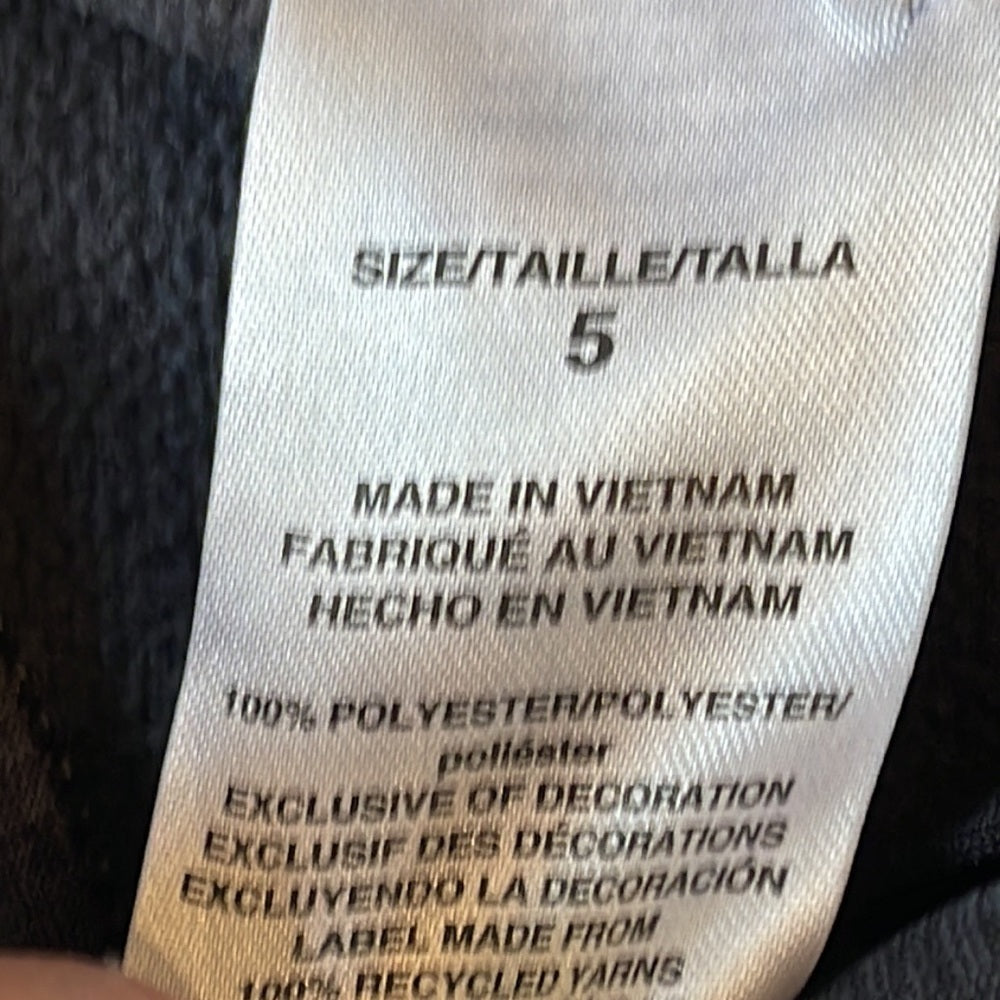 SIZE/TAILLE/TALLA
5
MADE IN VIETNAM
FABRIQUÉ AU VIETNAM
HECHO EN VIETNAM
100% POLYESTER/POLYESTER/
poliéster
EXCLUSIVE OF DECORATION
EXCLUSIF DES DÉCORATIONS
EXCLUYENDO LA DECORACIÓN
LABEL MADE FROM
100% RECYCLED YARNS